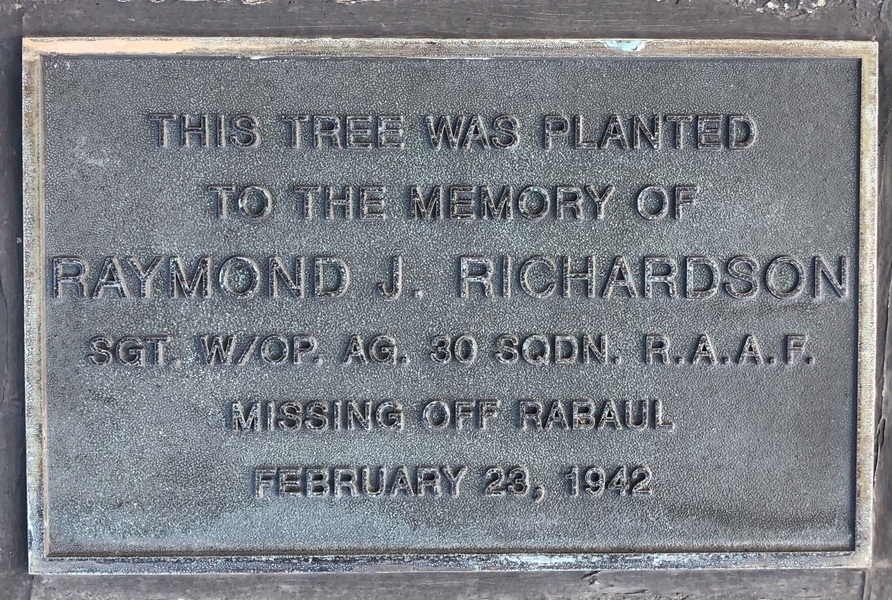 THIS TREE WAS PLANTED
TO THE MEMORY OF
RAYMOND J. RICHARDSON
SGT. W/OP. AG. 30 SQDN. R.A.A.F.
MISSING OFF RABAUL
FEBRUARY 23, 1942